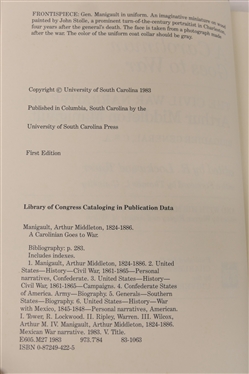 FRONTISPIECE: Gen. Manigault in uniform. An imaginative miniature on wood
painted by John Stolle, a prominent turn-of-the-century portraitist in Charleston,
four years after the general's death. The face is taken from a photograph made
after the war. The color of the uniform coat collar should be gray.
Copyright © University of South Carolina 1983
Published in Columbia, South Carolina by the
University of South Carolina Press
First Edition
Library of Congress Cataloging in Publication Data
Manigault, Arthur Middleton, 1824-1886.
A Carolinian Goes to War.
Bibliography: p. 283.
Includes indexes.
1. Manigault, Arthur Middleton, 1824-1886. 2. United
States—History—Civil War, 1861-1865—Personal
narratives, Confederate. 3. United States—History—
Civil War, 1861-1865—Campaigns. 4. Confederate States
of America. Army—Biography. 5. Generals—Southern
States—Biography. 6. United States—History—War
with Mexico, 1845-1848—Personal narratives, American.
I. Tower, R. Lockwood. II. Ripley, Warren. III. Wilcox,
Arthur M. IV. Manigault, Arthur Middleton, 1824-1886.
Mexican War narrative. 1983. V. Title.
E605.M27 1983 973.7'84 83-1063
ISBN 0-87249-422-5